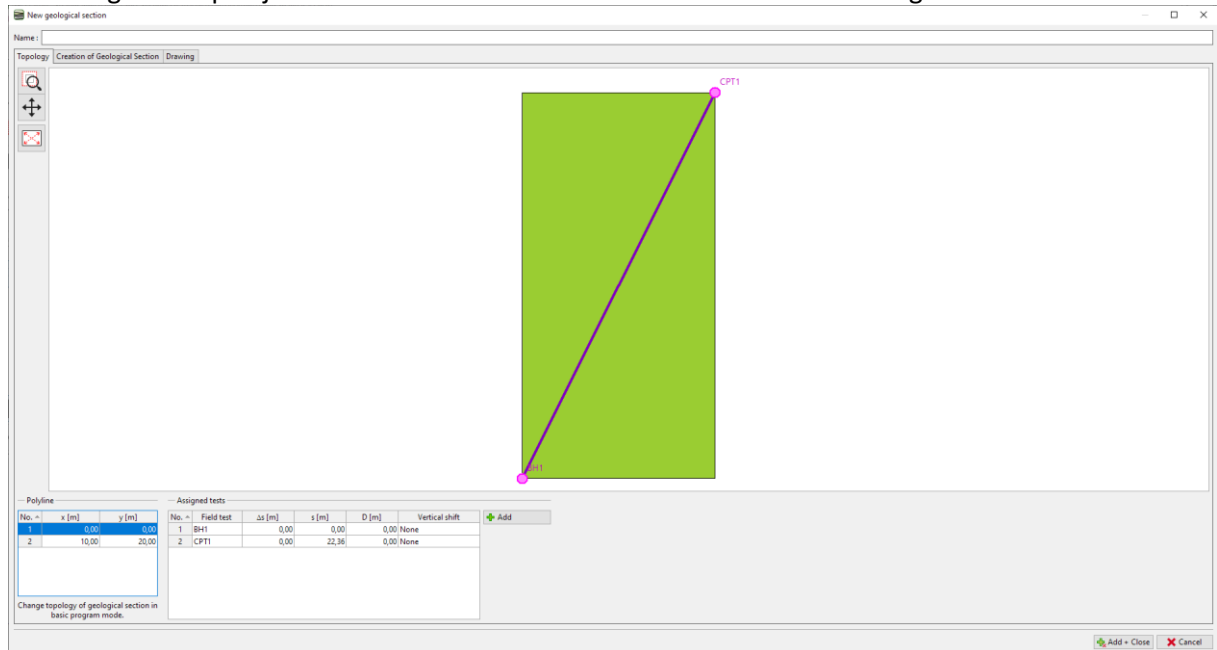 New geological section
Name :
Topology Creation of Geological Section Drawing
CPT1
BH1
Polyline Assigned tests
No. x [m] y [m] No. Field test Δs [m] s [m] D [m] Vertical shift Add
1 0,00 0,00 1 BH1 0,00 0,00 0,00 None
2 10,00 20,00 2 CPT1 0,00 22,36 0,00 None
Change topology of geological section in
basic program mode.
Add + Close Cancel